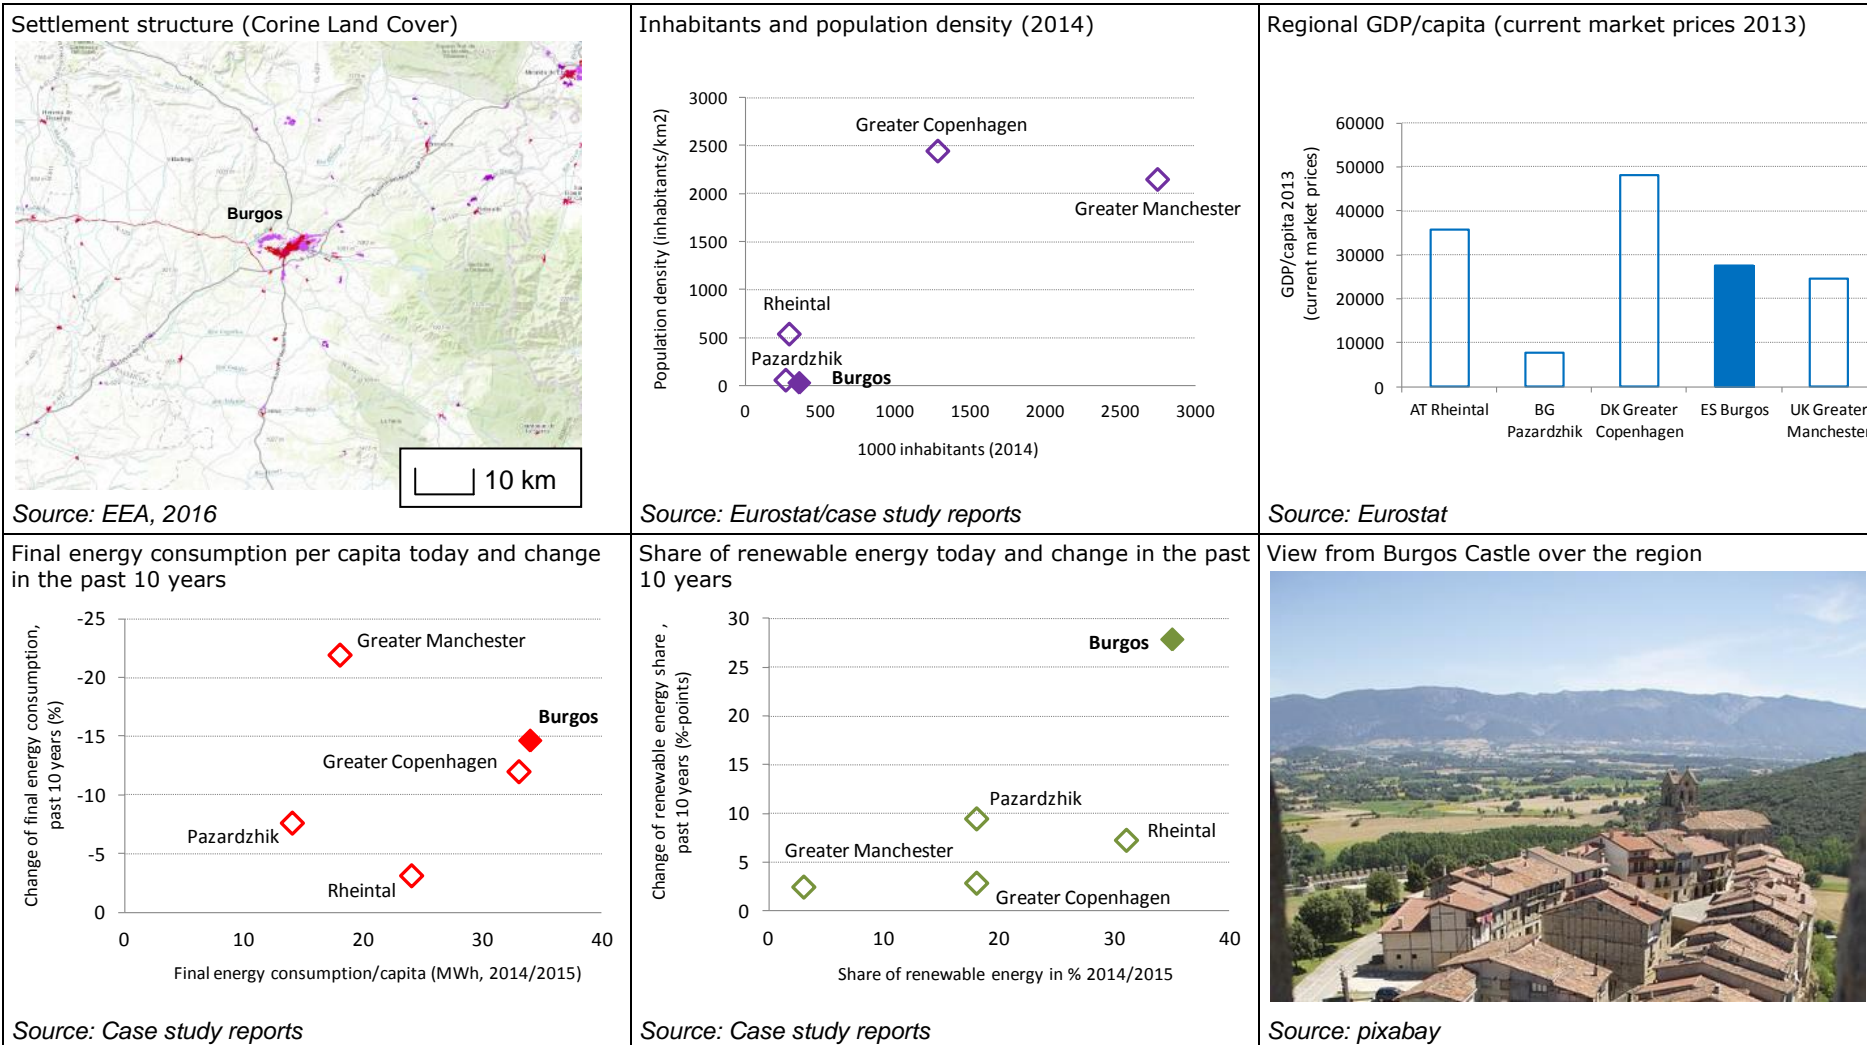 Settlement structure (Corine Land Cover)
Burgos
10 km
Source: EEA, 2016
Inhabitants and population density (2014)
Population density (inhabitants/km2)
3000
2500
2000
1500
1000
500
0
Greater Copenhagen
Greater Manchester
Rheintal
Pazardzhik
Burgos
0 500 1000 1500 2000 2500 3000
1000 inhabitants (2014)
Source: Eurostat/case study reports
Regional GDP/capita (current market prices 2013)
GDP/capita 2013
(current market prices)
60000
50000
40000
30000
20000
10000
0
AT Rheintal BG DK Greater ES Burgos UK Greater
Pazardzhik Copenhagen Manchester
Source: Eurostat
Final energy consumption per capita today and change
in the past 10 years
Change of final energy consumption,
past 10 years (%)
-25
-20
-15
-10
-5
0
Greater Manchester
Burgos
Greater Copenhagen
Pazardzhik
Rheintal
0 10 20 30 40
Final energy consumption/capita (MWh, 2014/2015)
Source: Case study reports
Share of renewable energy today and change in the past
10 years
Change of renewable energy share ,
past 10 years (%-points)
30
25
20
15
10
5
0
Burgos
Pazardzhik
Rheintal
Greater Manchester
Greater Copenhagen
0 10 20 30 40
Share of renewable energy in % 2014/2015
Source: Case study reports
View from Burgos Castle over the region
Source: pixabay